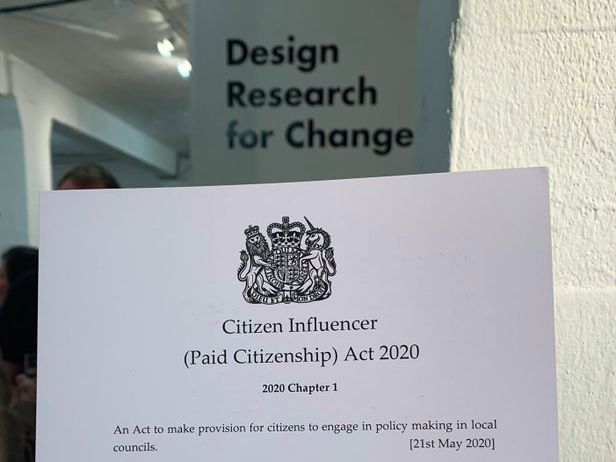 Design
Research
for Change
Citizen Influencer
(Paid Citizenship) Act 2020
2020 Chapter 1
An Act to make provision for citizens to engage in policy making in local
councils. [21st May 2020]